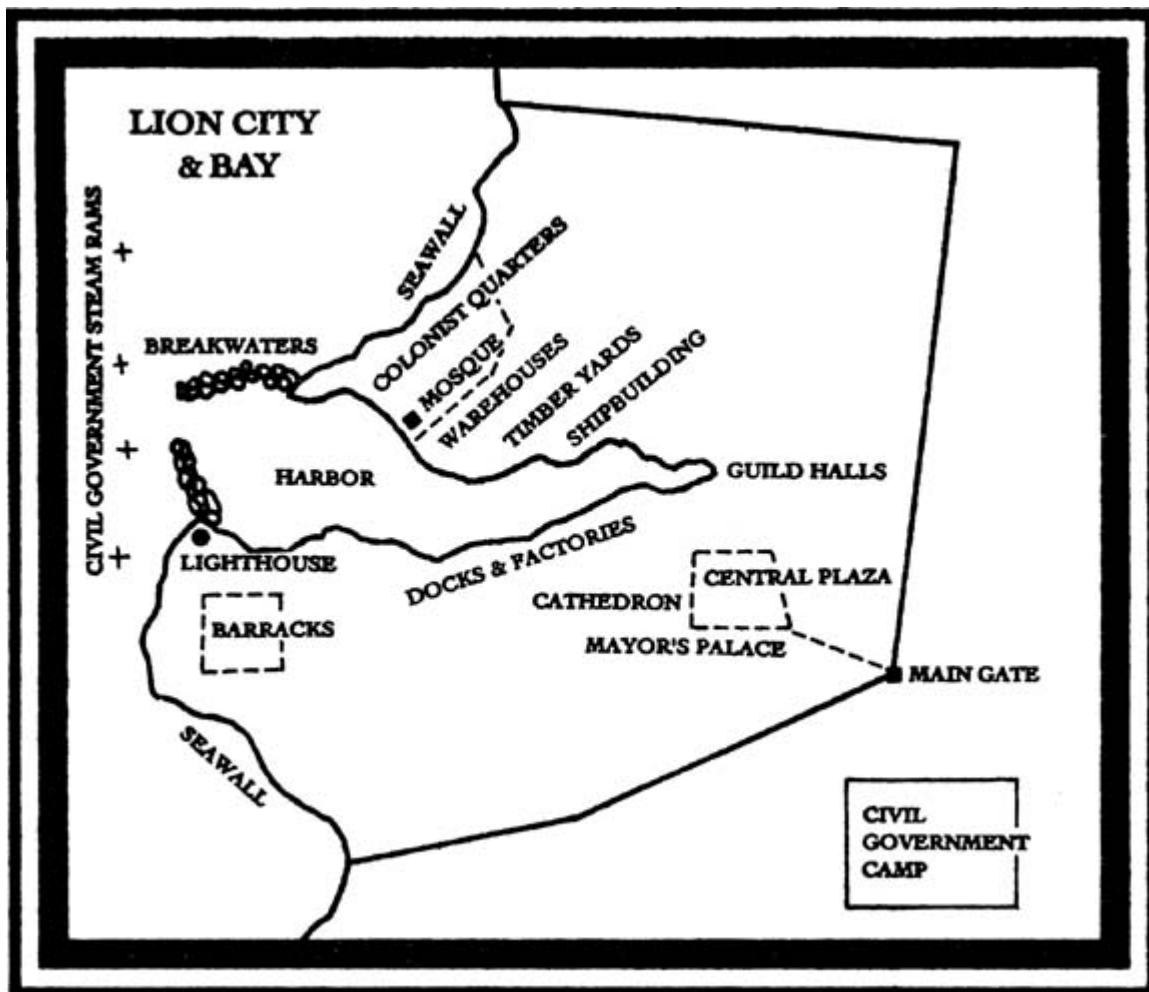 LION CITY
& BAY
CIVIL GOVERNMENT STEAM RAMS
SEAWALL
COLONIST QUARTERS
BREAKWATERS
MOSQUE
WAREHOUSES
TIMBER YARDS
SHIPBUILDING
HARBOR
GUILD HALLS
LIGHTHOUSE
DOCKS & FACTORIES
CENTRAL PLAZA
CATHEDRON
BARRACKS
MAYOR'S PALACE
MAIN GATE
SEAWALL
CIVIL
GOVERNMENT
CAMP